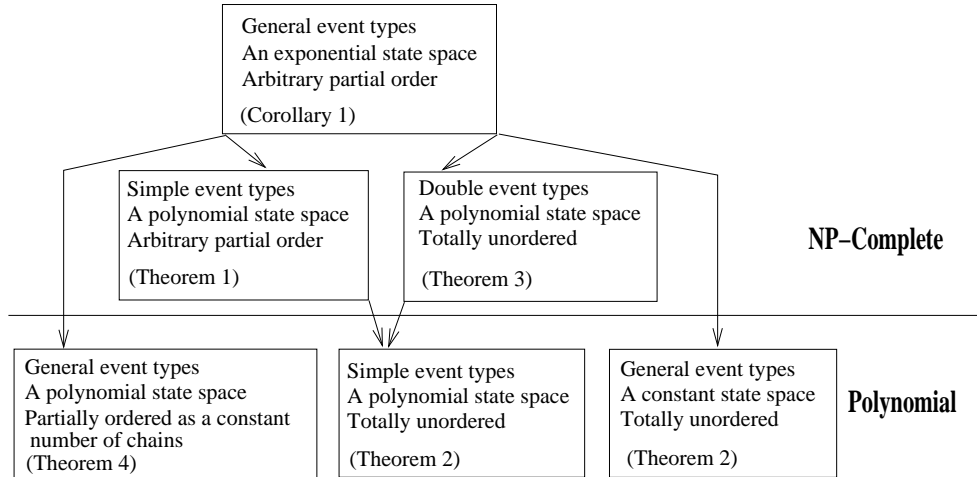 General event types
An exponential state space
Arbitrary partial order
(Corollary 1)
Simple event types
A polynomial state space
Arbitrary partial order
(Theorem 1)
Double event types
A polynomial state space
Totally unordered
(Theorem 3)
NP−Complete
General event types
A polynomial state space
Partially ordered as a constant
number of chains
(Theorem 4)
Simple event types
A polynomial state space
Totally unordered
(Theorem 2)
General event types
A constant state space
Totally unordered
(Theorem 2)
Polynomial